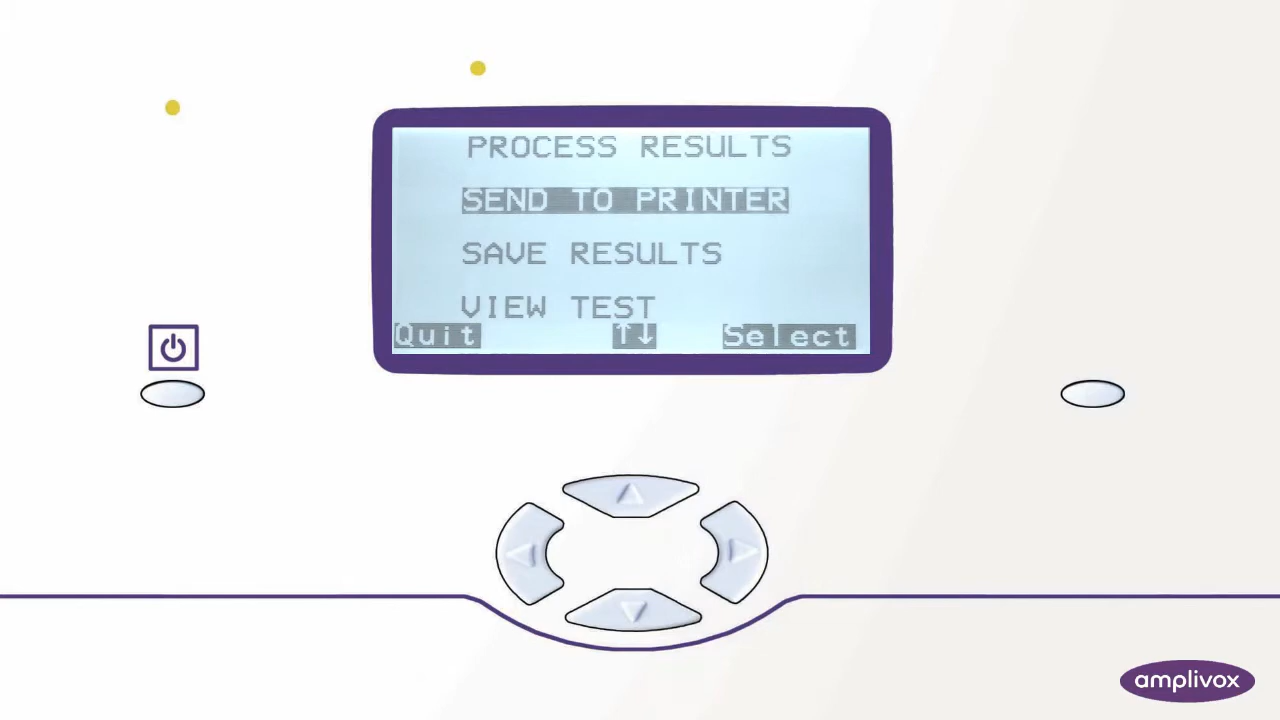 PROCESS RESULTS
SEND TO PRINTER
SAVE RESULTS
VIEW TEST
Quit ↑↓ Select
amplivox